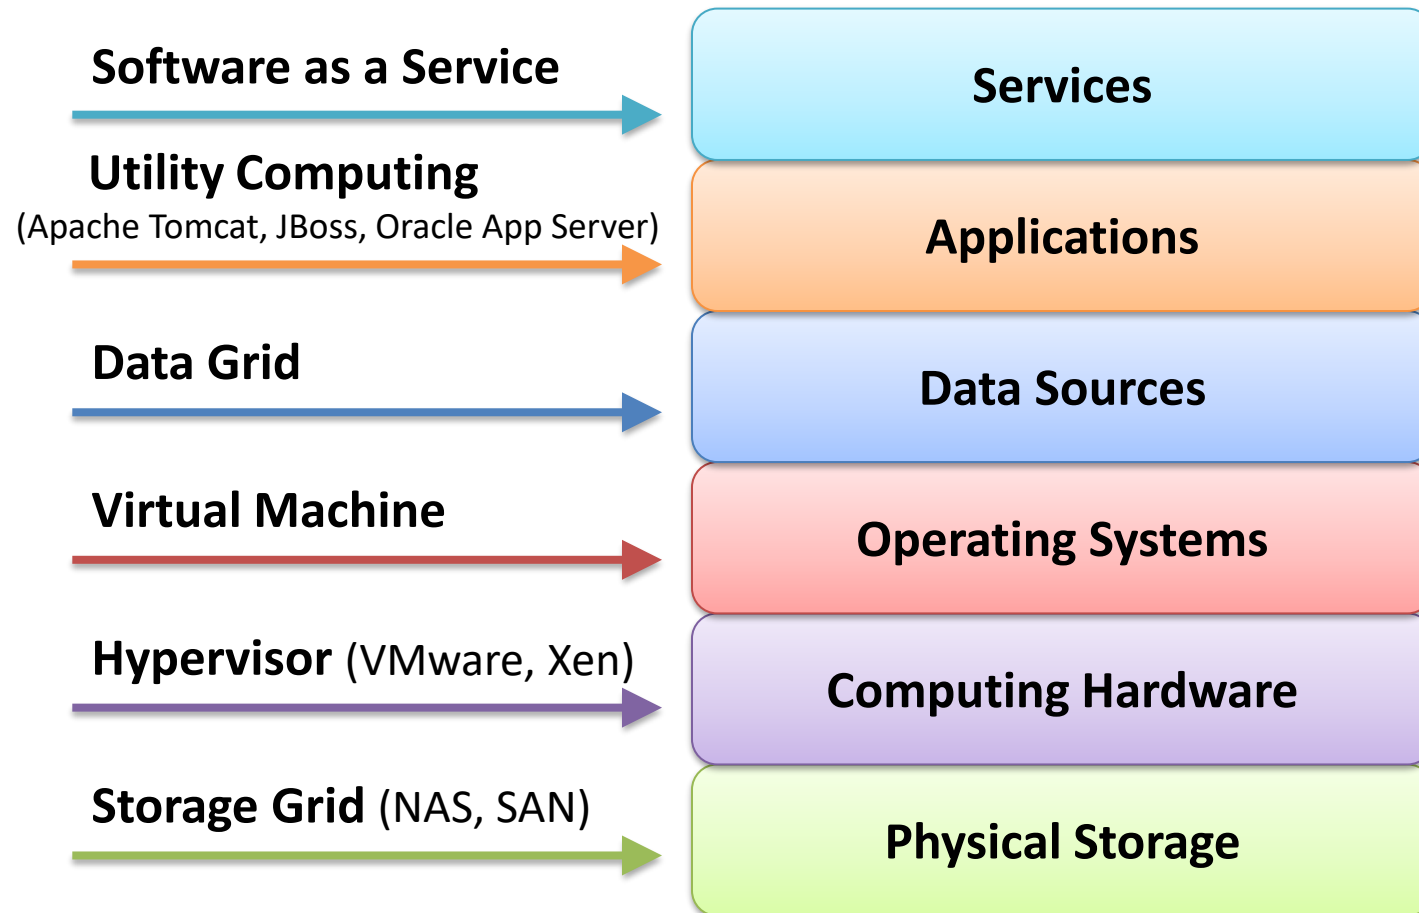 Software as a Service
Services
Utility Computing
(Apache Tomcat, JBoss, Oracle App Server)
Applications
Data Grid
Data Sources
Virtual Machine
Operating Systems
Hypervisor (VMware, Xen)
Computing Hardware
Storage Grid (NAS, SAN)
Physical Storage